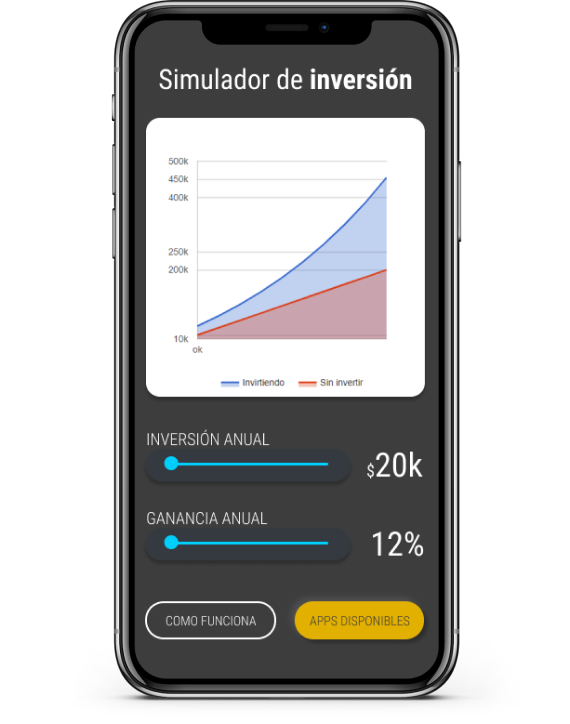 Simulador de inversión
500k
450k
400k
250k
200k
10k
ok
Invirtiendo Sin invertir
INVERSIÓN ANUAL
$20k
GANANCIA ANUAL
12%
COMO FUNCIONA APPS DISPONIBLES